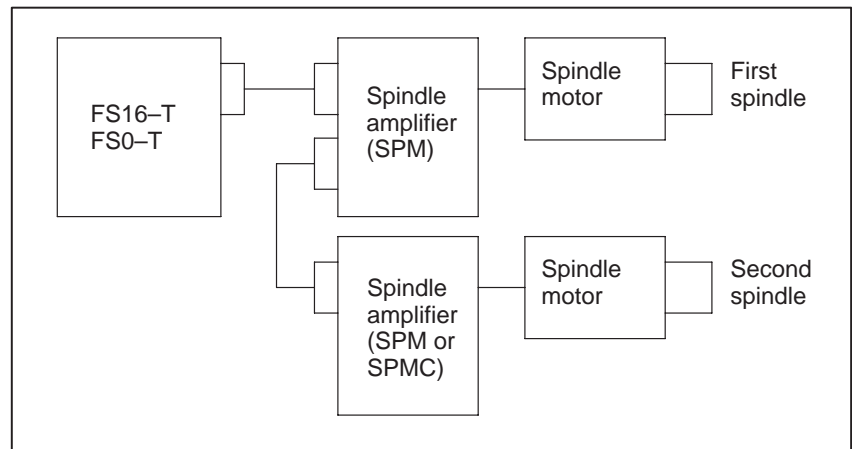 FS16–T
FS0–T
Spindle
amplifier
(SPM)
Spindle
motor
First
spindle
Spindle
amplifier
(SPM or
SPMC)
Spindle
motor
Second
spindle